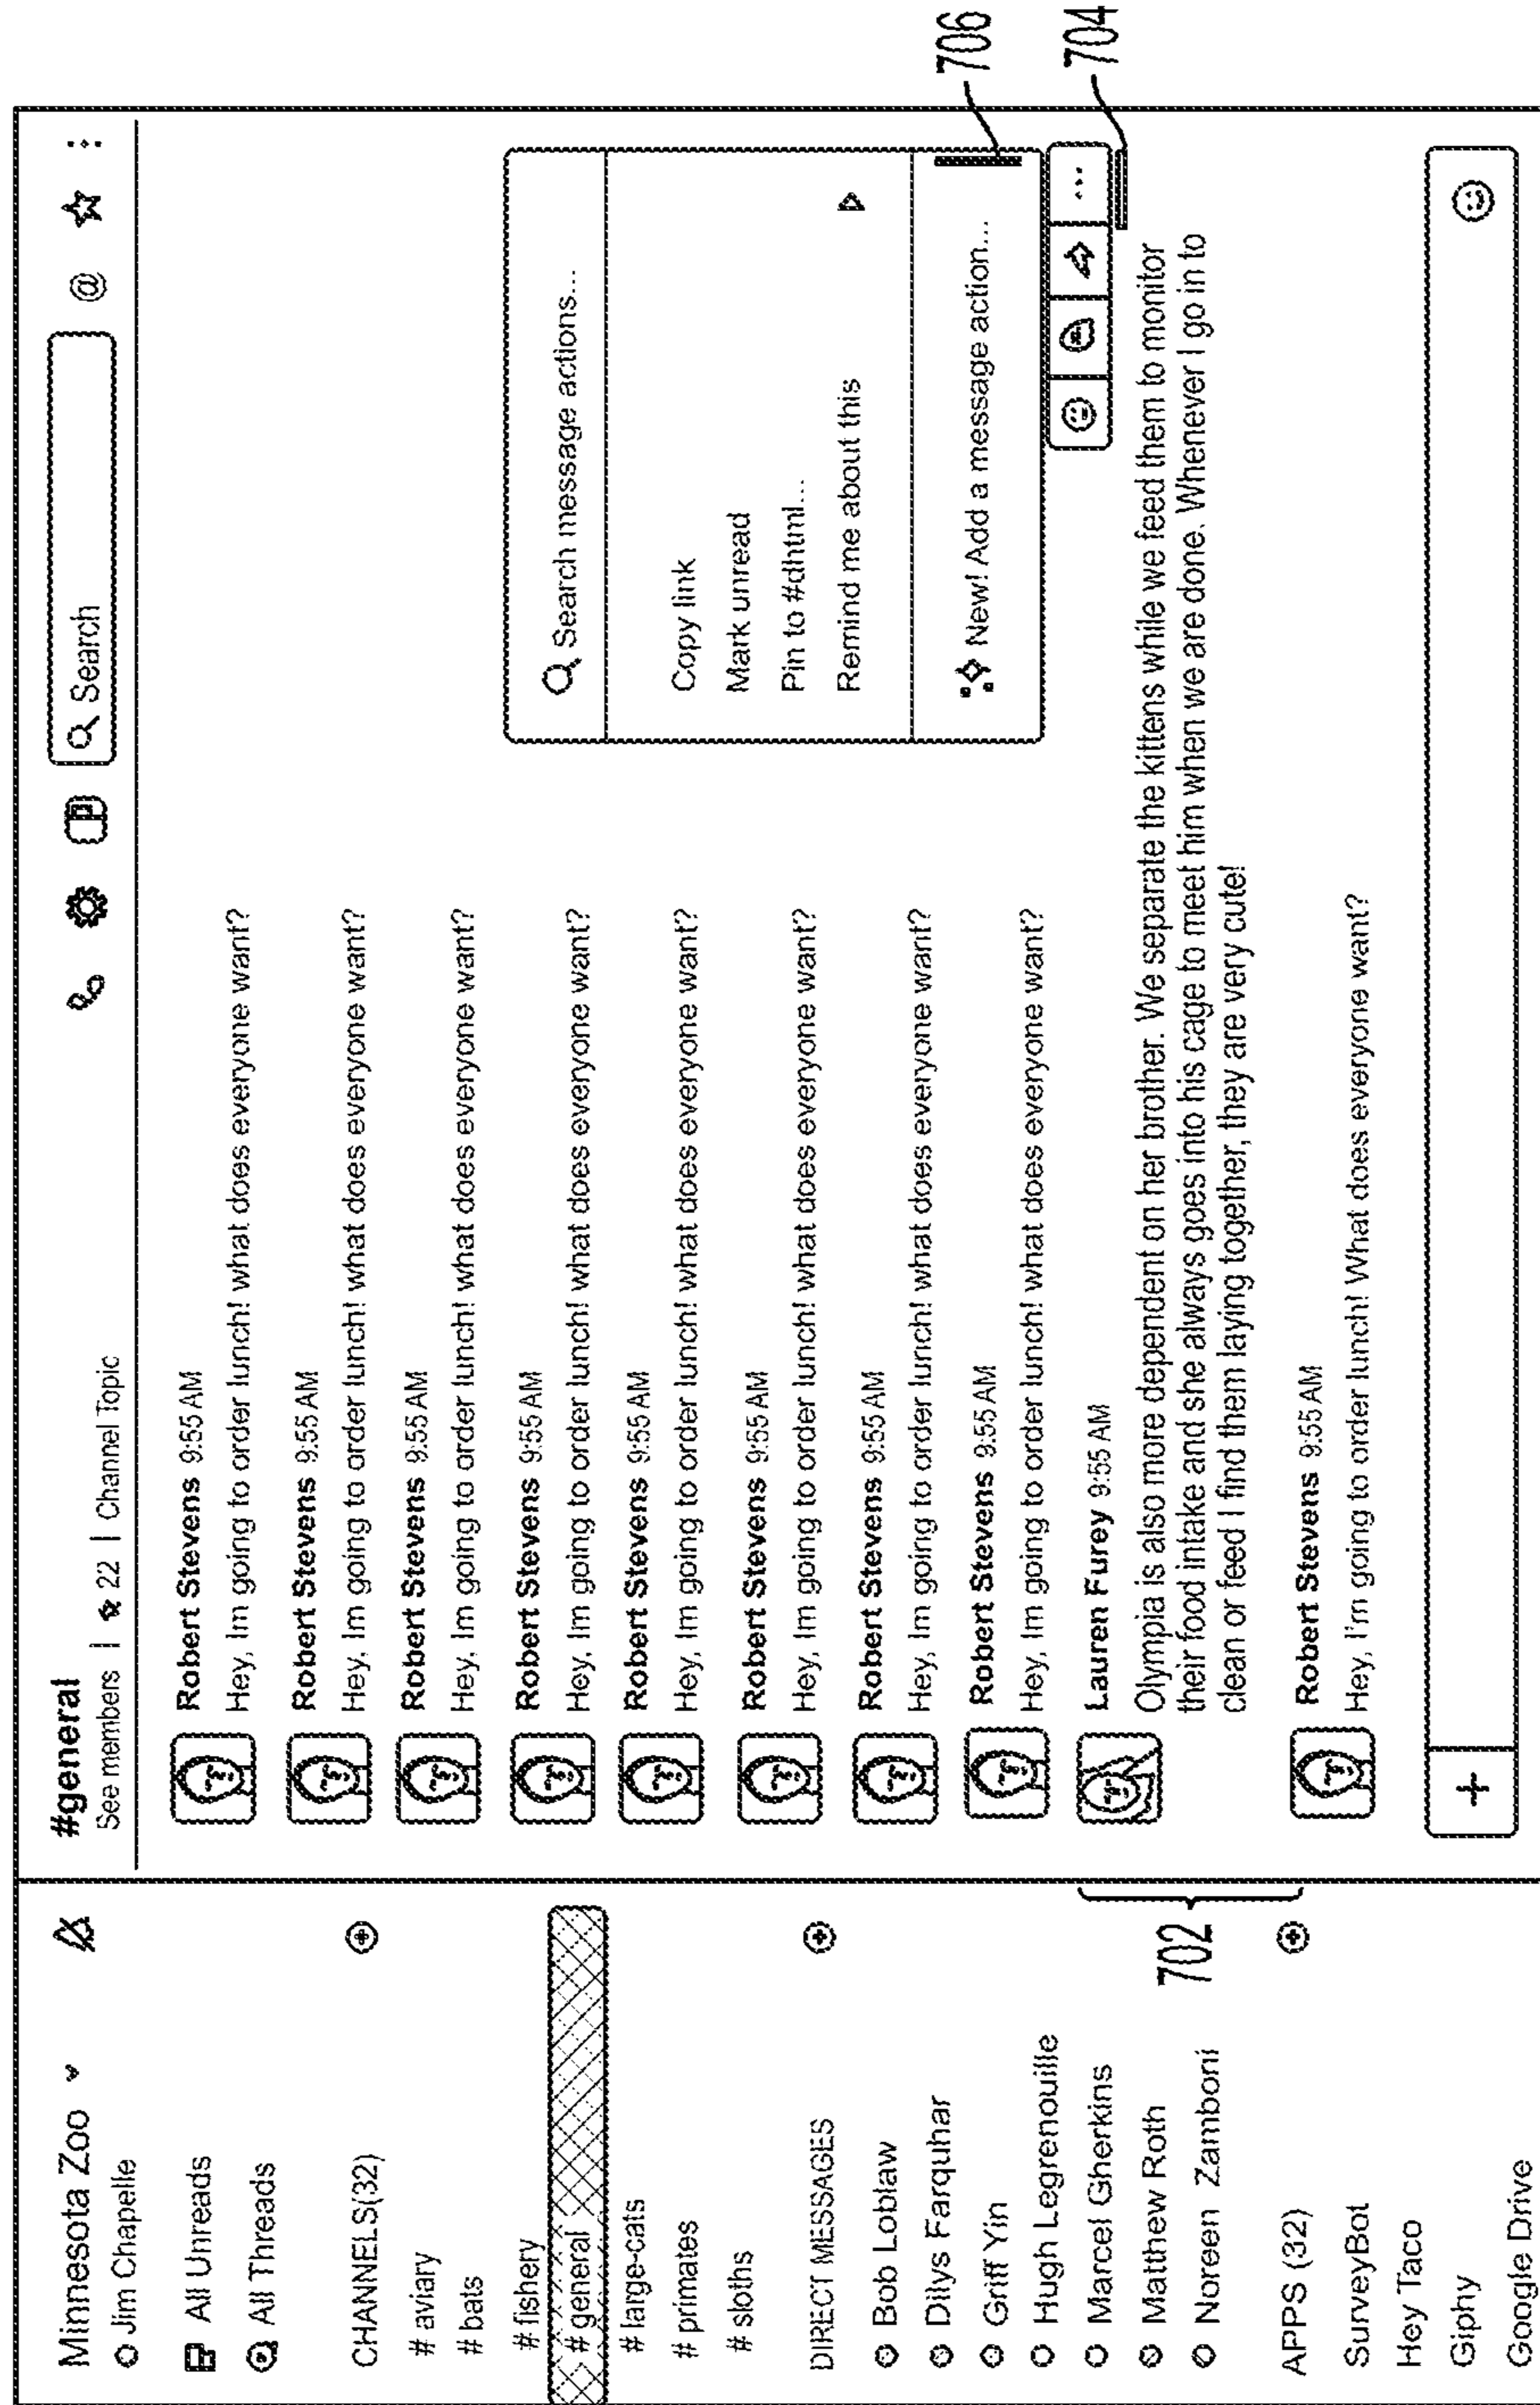 Minnesota Zoo
Jim Chapelle
All Unreads
All Threads
CHANNELS(32)
# aviary
# bats
# fishery
# general
# large-cats
# primates
# sloths
DIRECT MESSAGES
Bob Loblaw
Dilys Farquhar
Griff Yin
Hugh Legrenouille
Marcel Gherkins
Matthew Roth
Noreen Zamboni
APPS (32)
SurveyBot
Hey Taco
Giphy
Google Drive
#general
See members | 22 | Channel Topic
Search
@
Robert Stevens 9:55 AM
Hey, Im going to order lunch! what does everyone want?
Robert Stevens 9:55 AM
Hey, Im going to order lunch! what does everyone want?
Robert Stevens 9:55 AM
Hey, Im going to order lunch! what does everyone want?
Robert Stevens 9:55 AM
Hey, Im going to order lunch! what does everyone want?
Robert Stevens 9:55 AM
Hey, Im going to order lunch! what does everyone want?
Robert Stevens 9:55 AM
Hey, Im going to order lunch! what does everyone want?
Robert Stevens 9:55 AM
Hey, Im going to order lunch! what does everyone want?
Robert Stevens 9:55 AM
Hey, Im going to order lunch! what does everyone want?
Search message actions...
Copy link
Mark unread
Pin to #dhtml...
Remind me about this
New! Add a message action...
706
704
702
Lauren Furey 9:55 AM
Olympia is also more dependent on her brother. We separate the kittens while we feed them to monitor
their food intake and she always goes into his cage to meet him when we are done. Whenever I go in to
clean or feed I find them laying together, they are very cute!
Robert Stevens 9:55 AM
Hey, I'm going to order lunch! What does everyone want?
+